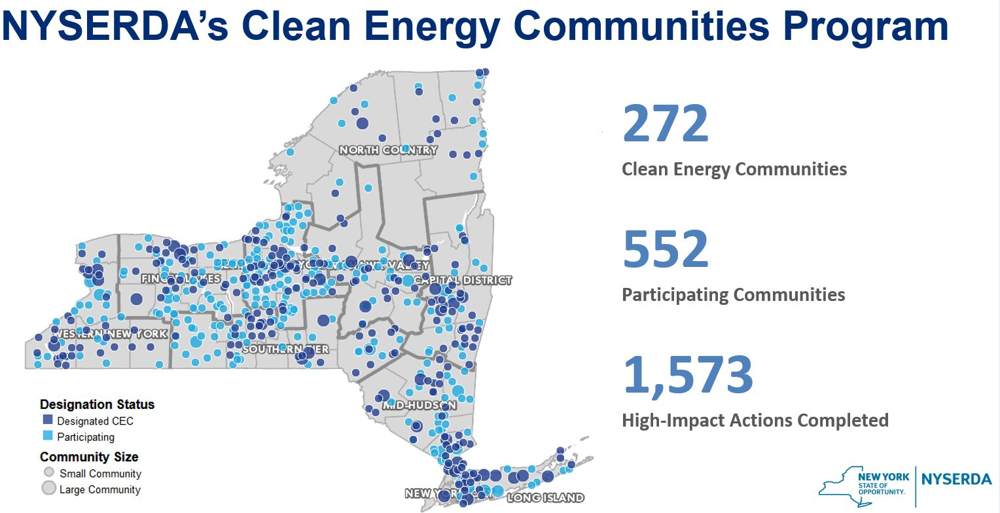 NYSERDA’s Clean Energy Communities Program
NORTH COUNTRY
FINGER LAKES
MOHAWK VALLEY
CAPITAL DISTRICT
WESTERN NEW YORK
SOUTHERN TIER
MID-HUDSON
NEW YORK CITY
LONG ISLAND
Designation Status
Designated CEC
Participating
Community Size
Small Community
Large Community
272
Clean Energy Communities
552
Participating Communities
1,573
High-Impact Actions Completed
NEW YORK
STATE OF
OPPORTUNITY.
NYSERDA